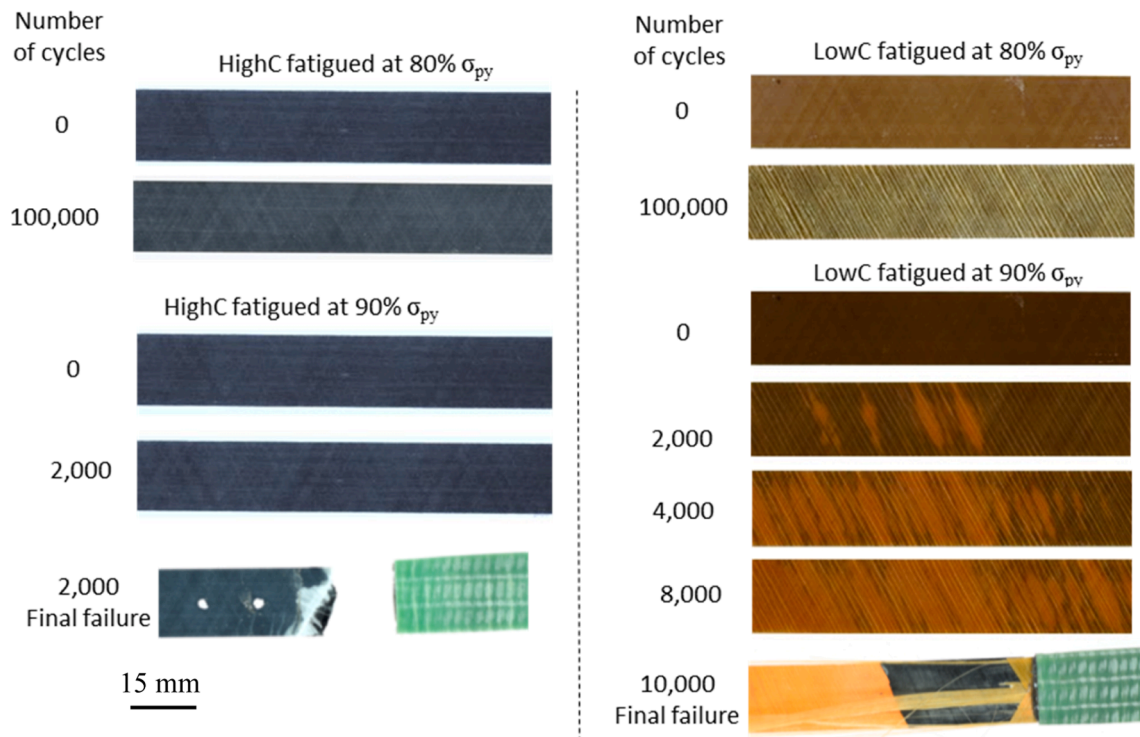 Number
of cycles
HighC fatigued at 80% σpy
0
100,000
HighC fatigued at 90% σpy
0
2,000
2,000
Final failure
15 mm
Number
of cycles
LowC fatigued at 80% σpy
0
100,000
LowC fatigued at 90% σpy
0
2,000
4,000
8,000
10,000
Final failure